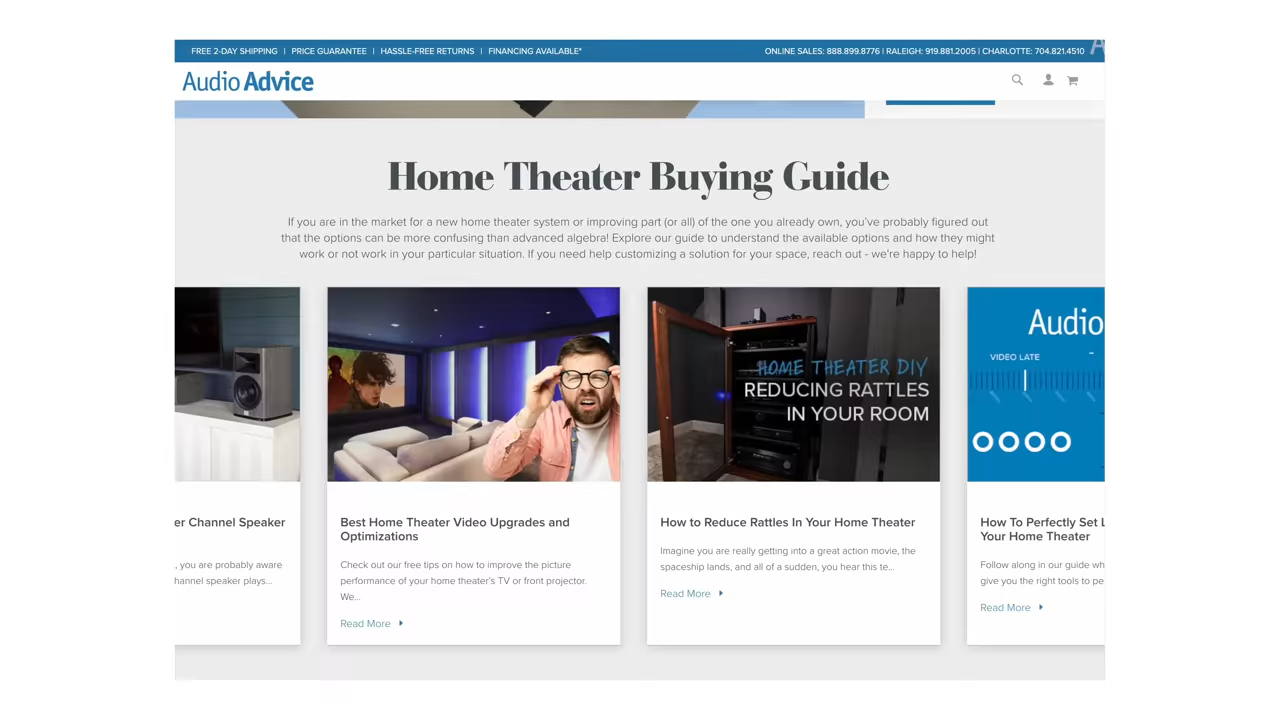 FREE 2-DAY SHIPPING | PRICE GUARANTEE | HASSLE-FREE RETURNS | FINANCING AVAILABLE*
ONLINE SALES: 888.899.8776 | RALEIGH: 919.881.2005 | CHARLOTTE: 704.821.4510
Audio Advice
Home Theater Buying Guide
If you are in the market for a new home theater system or improving part (or all) of the one you already own, you've probably figured out
that the options can be more confusing than advanced algebra! Explore our guide to understand the available options and how they might
work or not work in your particular situation. If you need help customizing a solution for your space, reach out - we're happy to help!
er Channel Speaker
, you are probably aware
hannel speaker plays...
Best Home Theater Video Upgrades and
Optimizations
Check out our free tips on how to improve the picture
performance of your home theater's TV or front projector.
We...
Read More
HOME THEATER DIY
REDUCING RATTLES
IN YOUR ROOM
How to Reduce Rattles In Your Home Theater
Imagine you are really getting into a great action movie, the
spaceship lands, and all of a sudden, you hear this te...
Read More
Audio
VIDEO LATE
How To Perfectly Set L
Your Home Theater
Follow along in our guide wh
give you the right tools to pe
Read More